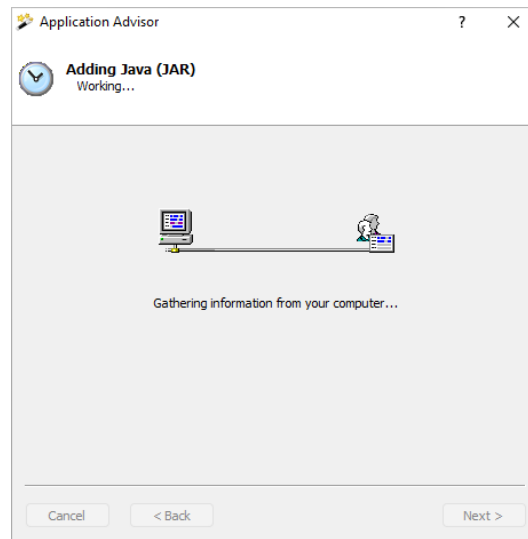 Application Advisor
?
Adding Java (JAR)
Working...
Gathering information from your computer...
Cancel
< Back
Next >